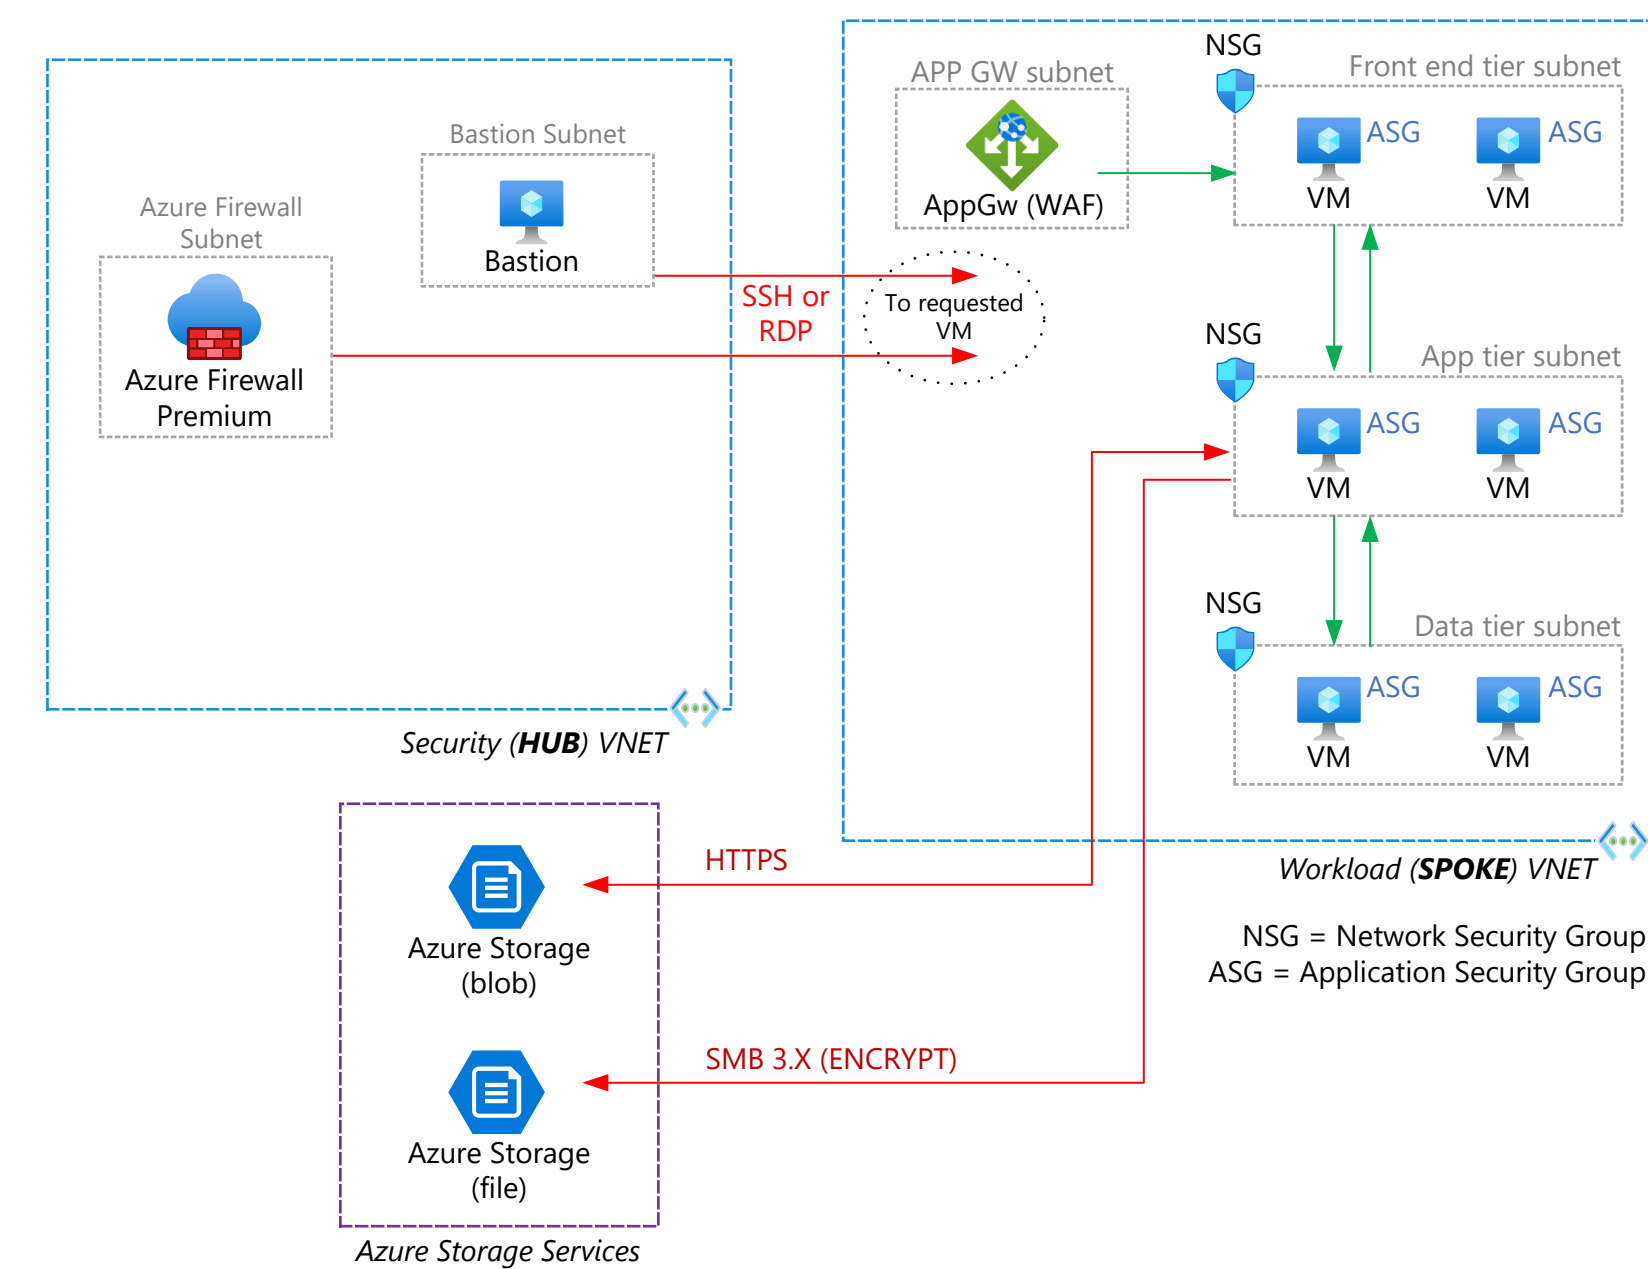 Azure Firewall
Subnet
Azure Firewall
Premium
Bastion Subnet
Bastion
Security (HUB) VNET
SSH or
RDP
To requested
VM
APP GW subnet
AppGw (WAF)
NSG
Front end tier subnet
ASG
ASG
VM
VM
NSG
App tier subnet
ASG
ASG
VM
VM
NSG
Data tier subnet
ASG
ASG
VM
VM
Workload (SPOKE) VNET
NSG = Network Security Group
ASG = Application Security Group
HTTPS
SMB 3.X (ENCRYPT)
Azure Storage
(blob)
Azure Storage
(file)
Azure Storage Services